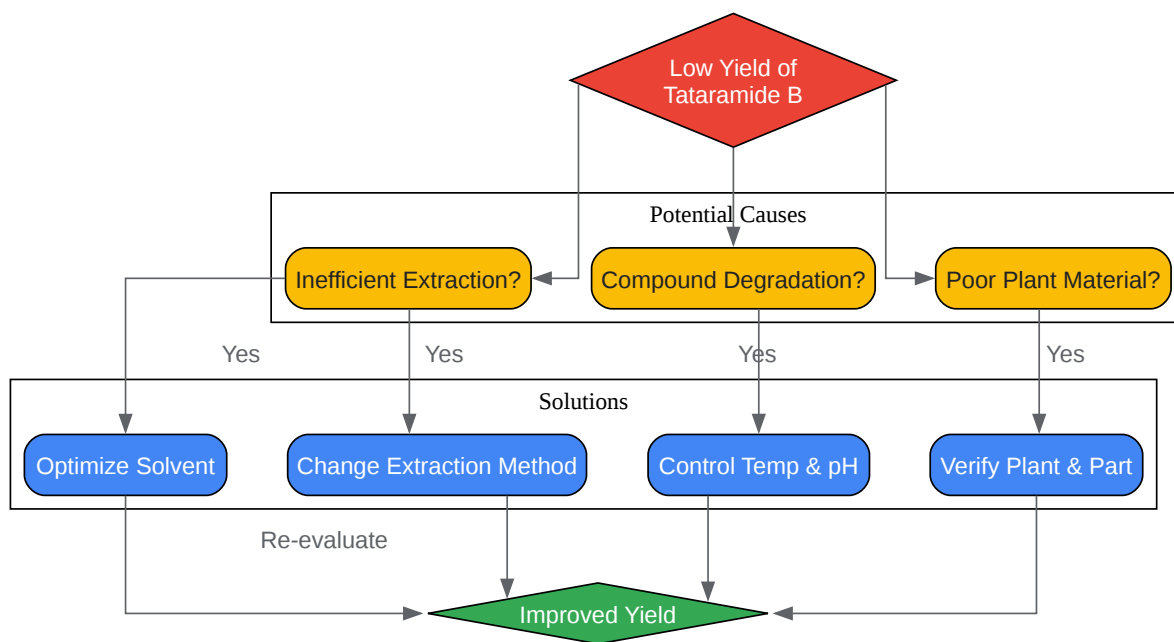 Low Yield of
Tataramide B
Potential Causes
Inefficient Extraction?
Compound Degradation?
Poor Plant Material?
Yes
Yes
Yes
Yes
Solutions
Optimize Solvent
Change Extraction Method
Control Temp & pH
Verify Plant & Part
Re-evaluate
Improved Yield